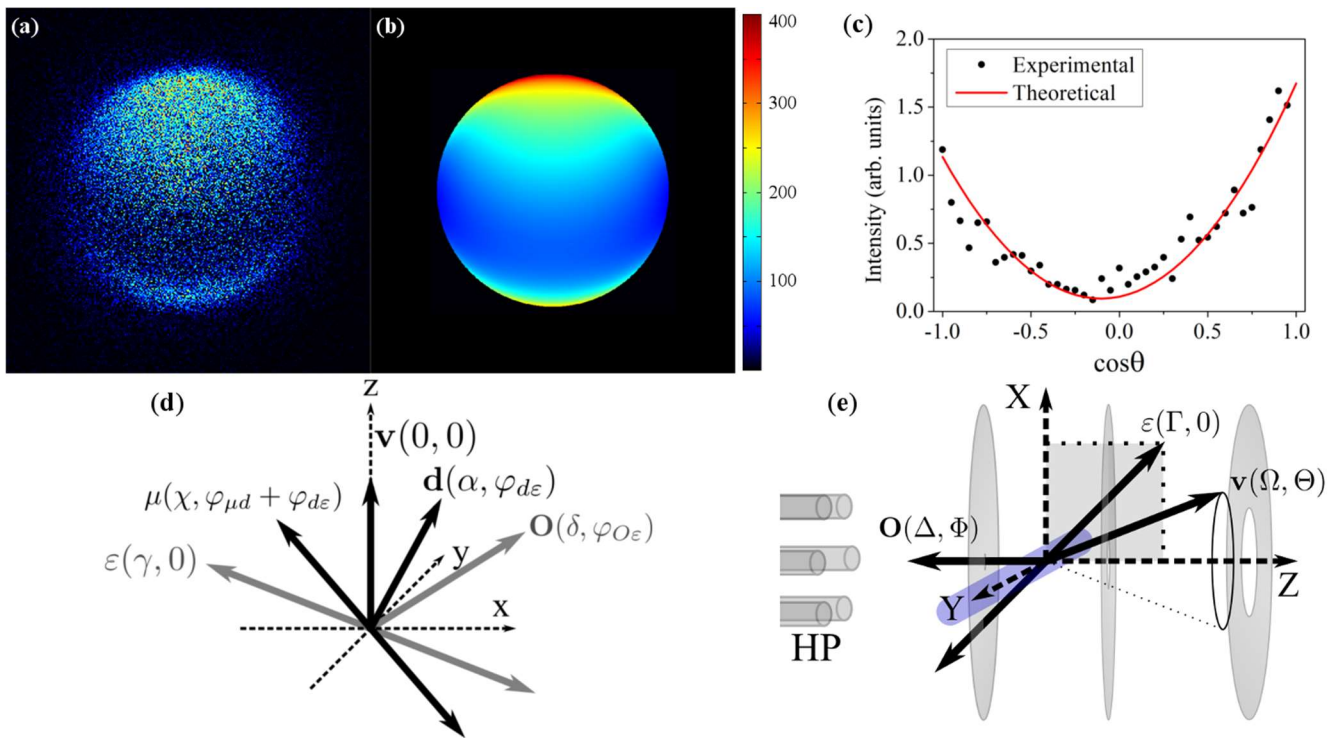 (a)
(b)
400
300
200
100
(c)
2.0
1.5
1.0
0.5
0.0
Intensity (arb. units)
Experimental
Theoretical
-1.0 -0.5 0.0 0.5 1.0
cosθ
(d)
z
v(0, 0)
μ(χ, φμd + φdε)
d(α, φdε)
ε(γ, 0)
y
O(δ, φOε)
x
(e)
X
ε(Γ, 0)
v(Ω, Θ)
O(Δ, Φ)
Y
Z
HP